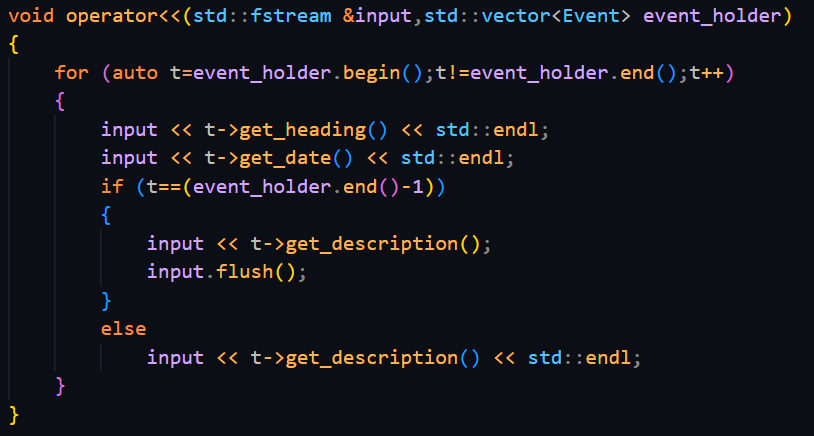 void operator<<(std::fstream &input,std::vector<Event> event_holder)
{
    for (auto t=event_holder.begin();t!=event_holder.end();t++)
    {
        input << t->get_heading() << std::endl;
        input << t->get_date() << std::endl;
        if (t==(event_holder.end()-1))
        {
            input << t->get_description();
            input.flush();
        }
        else
            input << t->get_description() << std::endl;
    }
}